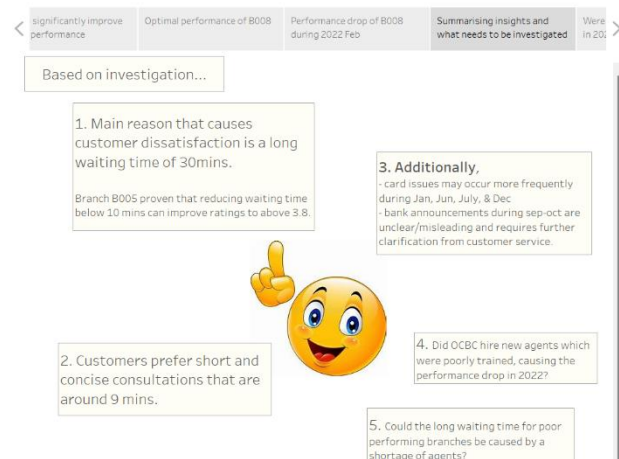 significantly improve
performance
Optimal performance of B008
Performance drop of B008
during 2022 Feb
Summarising insights and
what needs to be investigated
Were
in 202
Based on investigation...
1. Main reason that causes
customer dissatisfaction is a long
waiting time of 30mins.
Branch B005 proven that reducing waiting time
below 10 mins can improve ratings to above 3.8.
3. Additionally,
- card issues may occur more frequently
during Jan, Jun, July, & Dec
- bank announcements during sep-oct are
unclear/misleading and requires further
clarification from customer service.
2. Customers prefer short and
concise consultations that are
around 9 mins.
4. Did OCBC hire new agents which
were poorly trained, causing the
performance drop in 2022?
5. Could the long waiting time for poor
performing branches be caused by a
shortage of agents?